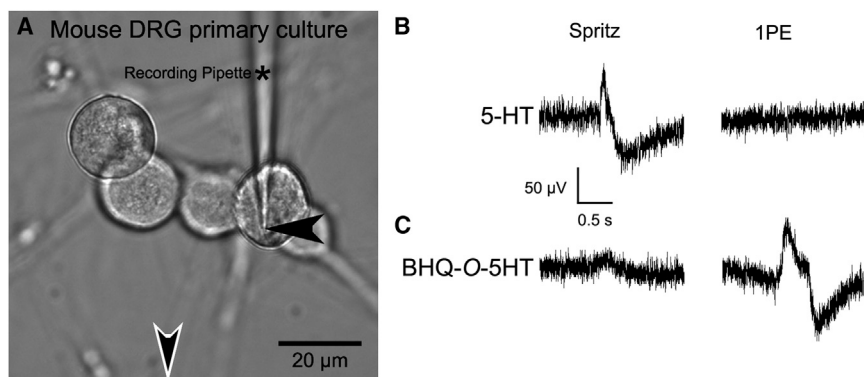 A Mouse DRG primary culture
Recording Pipette *
20 µm
B
Spritz 1PE
5-HT
50 µV
0.5 s
C
BHQ-O-5HT